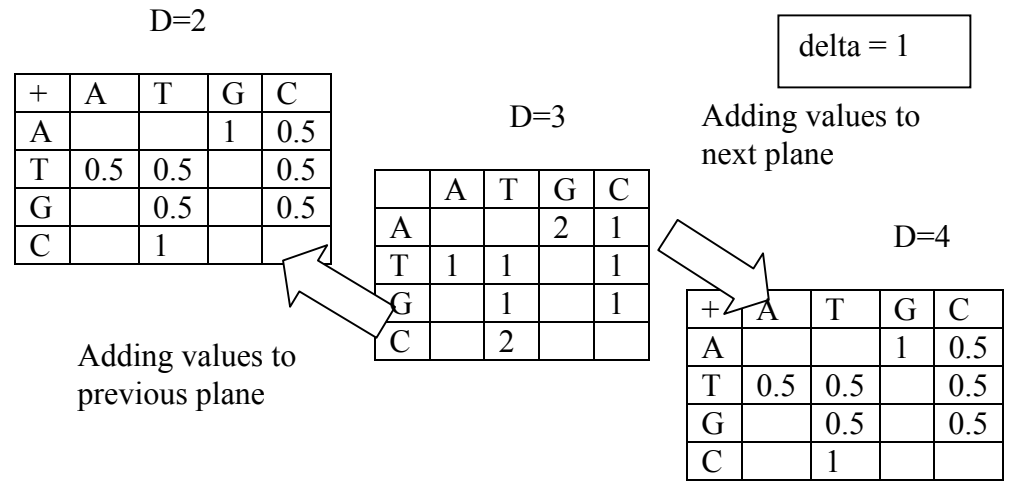 D=2
delta = 1
+ A T G C
A 1 0.5
T 0.5 0.5 0.5
G 0.5 0.5
C 1
D=3
Adding values to
next plane
A T G C
A 2 1
T 1 1 1
G 1 1
C 2
D=4
+ A T G C
A 1 0.5
T 0.5 0.5 0.5
G 0.5 0.5
C 1
Adding values to
previous plane